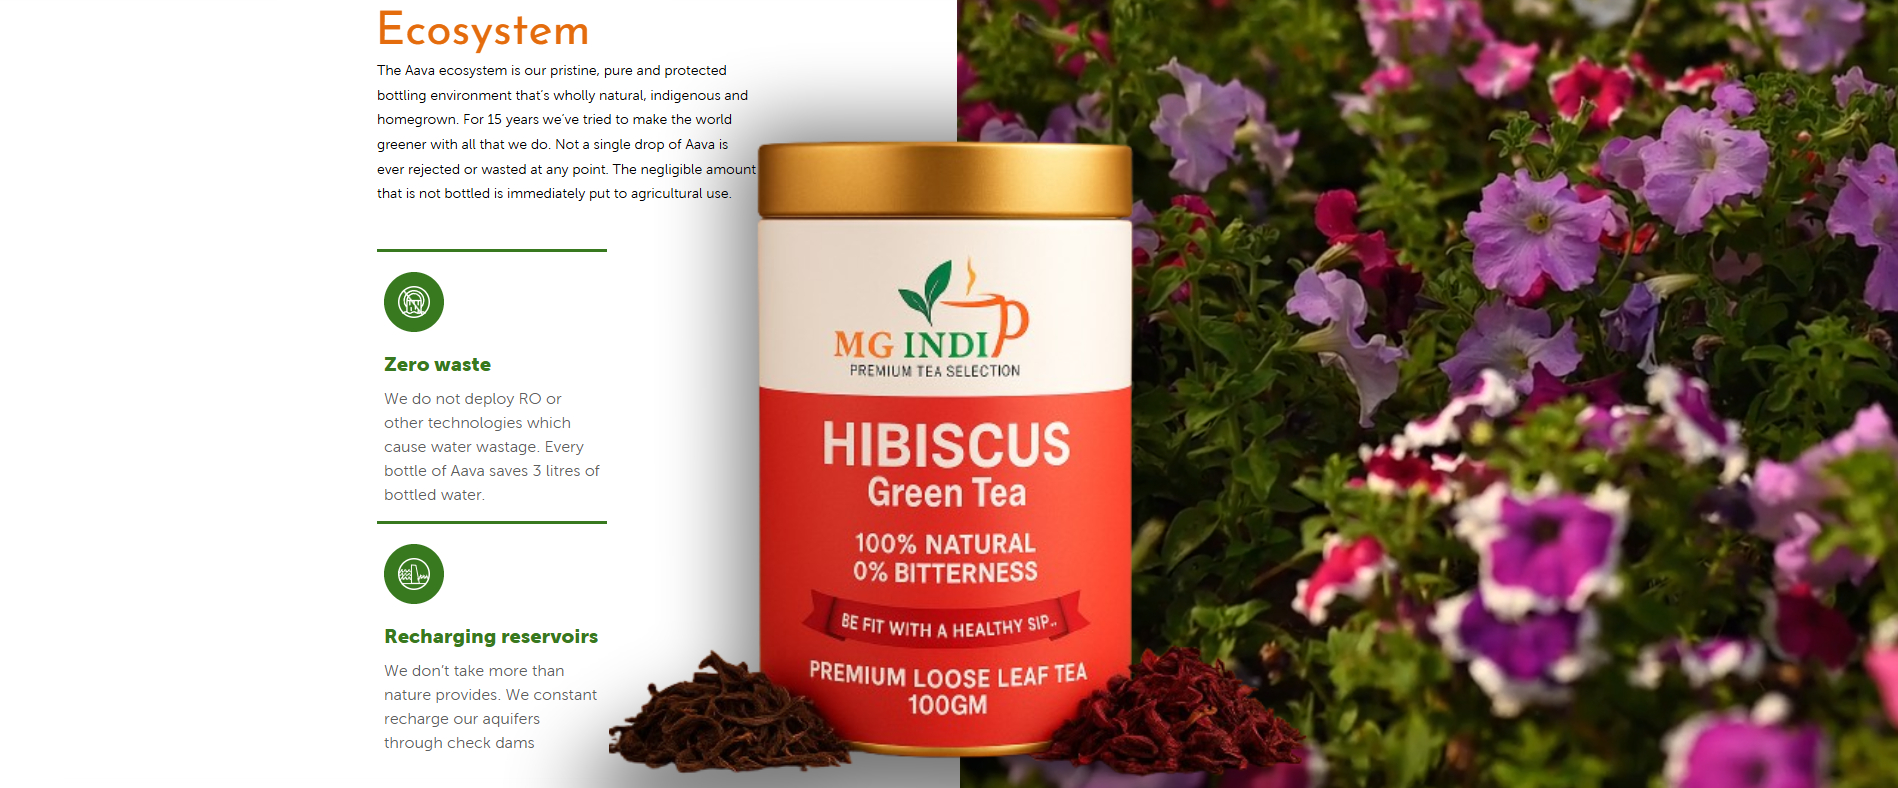 Ecosystem
The Aava ecosystem is our pristine, pure and protected
bottling environment that's wholly natural, indigenous and
homegrown. For 15 years we've tried to make the world
greener with all that we do. Not a single drop of Aava is
ever rejected or wasted at any point. The negligible amount
that is not bottled is immediately put to agricultural use.
Zero waste
We do not deploy RO or
other technologies which
cause water wastage. Every
bottle of Aava saves 3 litres of
bottled water.
Recharging reservoirs
We don't take more than
nature provides. We constant
recharge our aquifers
through check dams
MG INDI
PREMIUM TEA SELECTION
HIBISCUS
Green Tea
100% NATURAL
0% BITTERNESS
BE FIT WITH A HEALTHY SIP..
PREMIUM LOOSE LEAF TEA
100GM